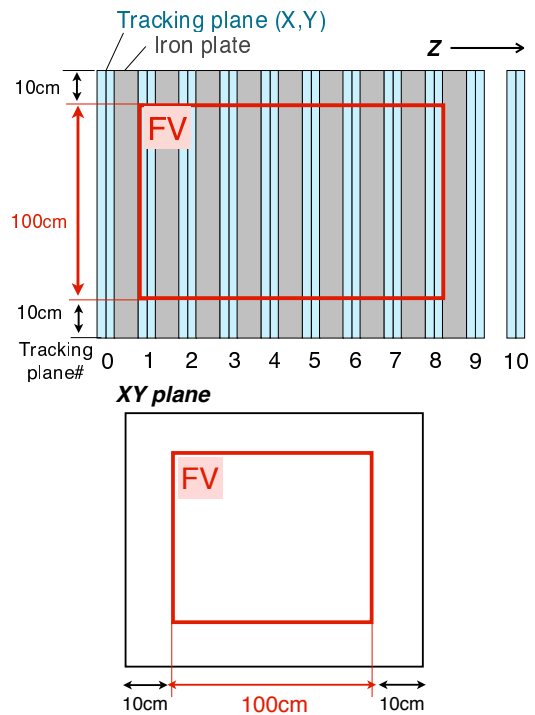 Tracking plane (X,Y)
Iron plate
Z
10cm
FV
100cm
10cm
Tracking
plane#
0 1 2 3 4 5 6 7 8 9 10
XY plane
FV
10cm 100cm 10cm